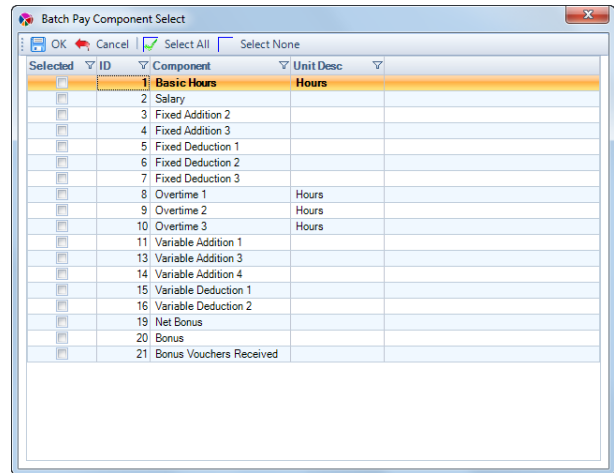 Batch Pay Component Select
OK Cancel Select All Select None
Selected ID Component Unit Desc
1 Basic Hours Hours
2 Salary
3 Fixed Addition 2
4 Fixed Addition 3
5 Fixed Deduction 1
6 Fixed Deduction 2
7 Fixed Deduction 3
8 Overtime 1 Hours
9 Overtime 2 Hours
10 Overtime 3 Hours
11 Variable Addition 1
13 Variable Addition 3
14 Variable Addition 4
15 Variable Deduction 1
16 Variable Deduction 2
19 Net Bonus
20 Bonus
21 Bonus Vouchers Received